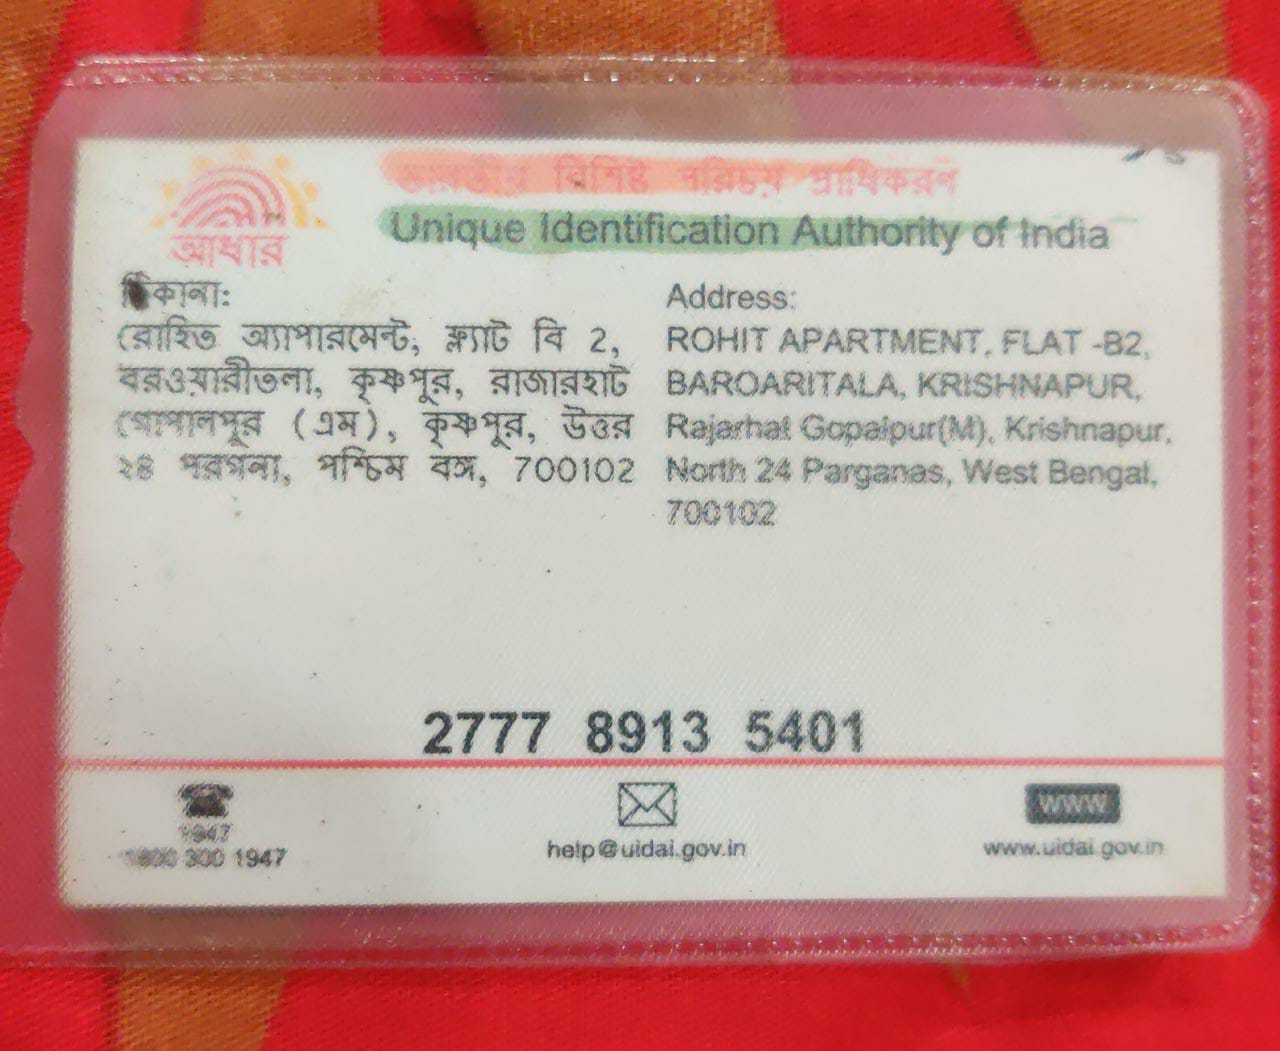 ভারতীয় বিশিষ্ট পরিচয় প্রাধিকরণ
Unique Identification Authority of India
আধার
ঠিকানা:
রোহিত অ্যাপারমেন্ট, ফ্ল্যাট বি 2,
বরওয়ারীতলা, কৃষ্ণপুর, রাজারহাট
গোপালপুর (এম), কৃষ্ণপুর, উত্তর
২৪ পরগনা, পশ্চিম বঙ্গ, 700102
Address:
ROHIT APARTMENT, FLAT -B2,
BAROARITALA, KRISHNAPUR,
Rajarhat Gopalpur(M), Krishnapur,
North 24 Parganas, West Bengal,
700102
2777 8913 5401
1947
1800 300 1947
help@uidai.gov.in
www
www.uidai.gov.in